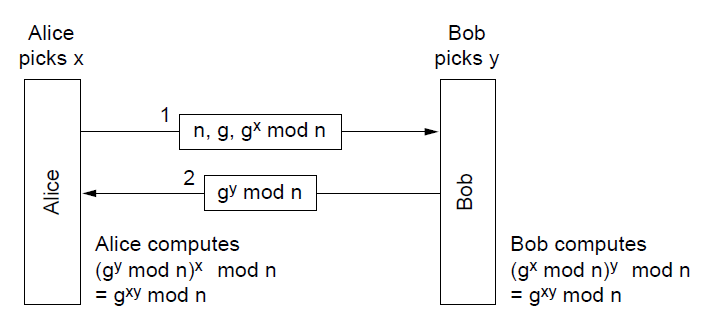 Alice
picks x
Bob
picks y
1
n, g, gˣ mod n
2
gʸ mod n
Alice
Bob
Alice computes
(gʸ mod n)ˣ mod n
= gˣʸ mod n
Bob computes
(gˣ mod n)ʸ mod n
= gˣʸ mod n